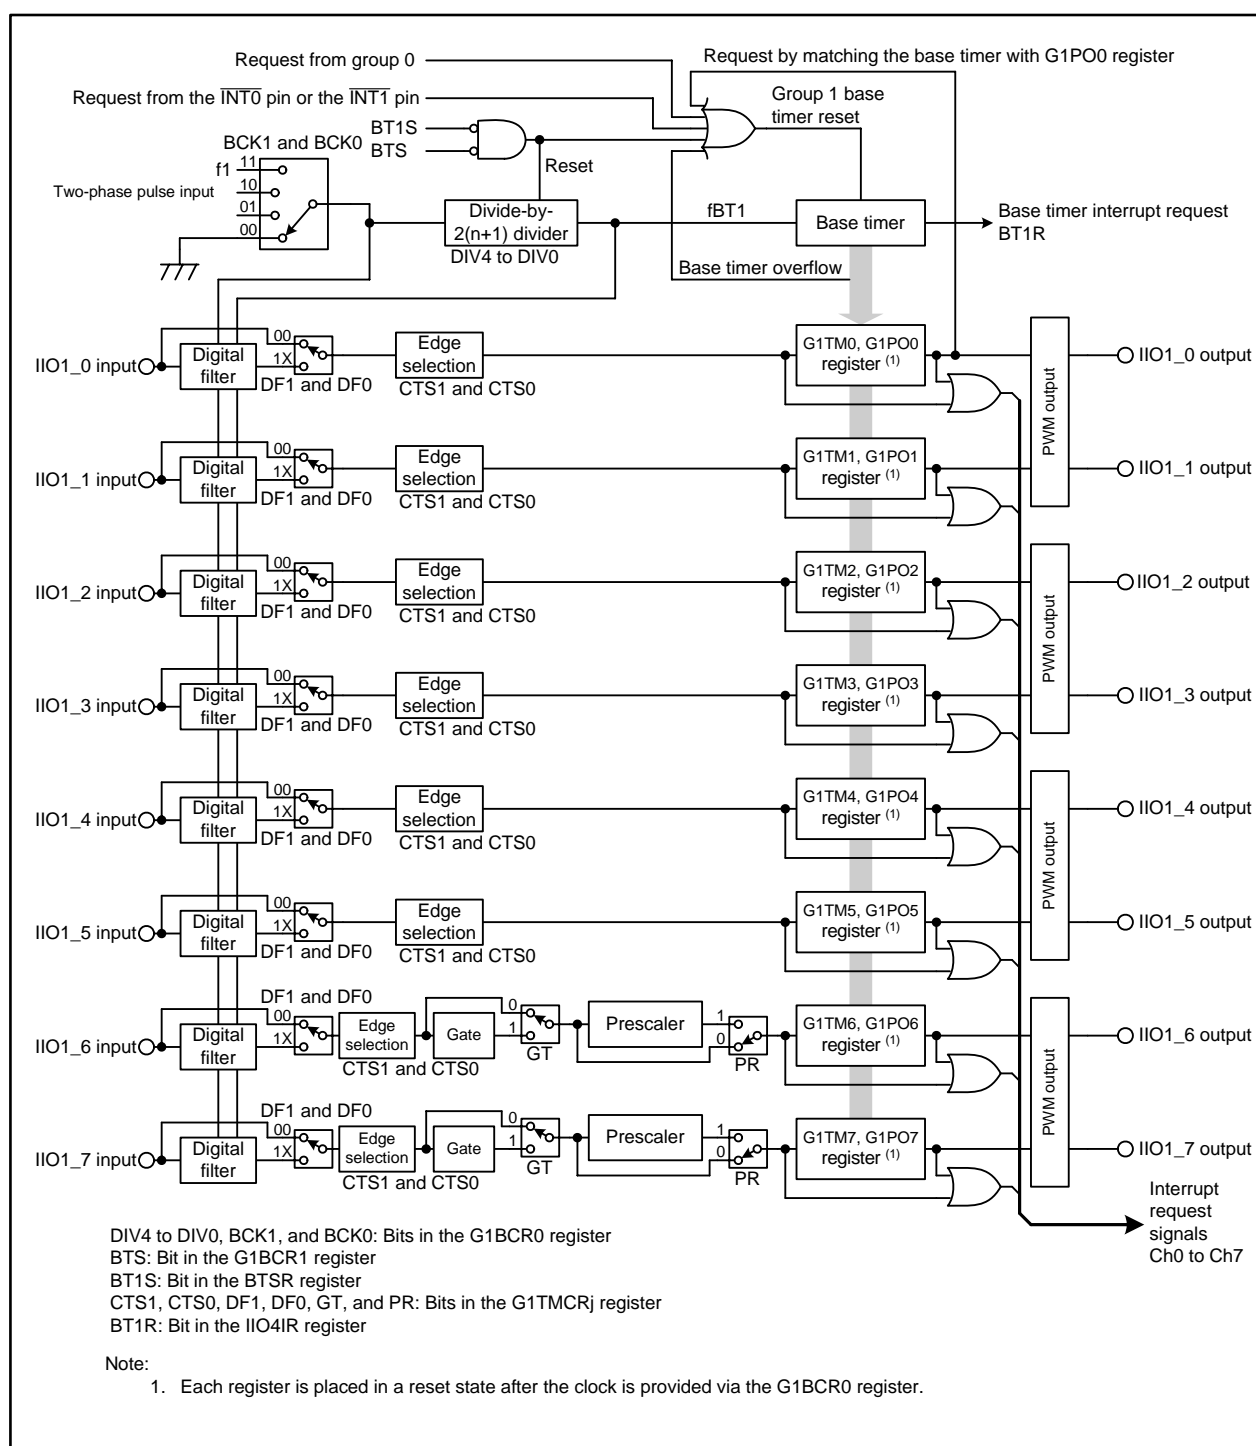 Request from group 0
Request by matching the base timer with G1PO0 register
Request from the INT0 pin or the INT1 pin
Group 1 base
timer reset
BT1S
BTS
BCK1 and BCK0
Reset
f1
11
Two-phase pulse input
10
01
00
Divide-by-
2(n+1) divider
DIV4 to DIV0
fBT1
Base timer
Base timer interrupt request
BT1R
Base timer overflow
IIO1_0 input
Digital
filter
00
1X
DF1 and DF0
Edge
selection
CTS1 and CTS0
G1TM0, G1PO0
register (1)
IIO1_0 output
PWM output
IIO1_1 input
Digital
filter
00
1X
DF1 and DF0
Edge
selection
CTS1 and CTS0
G1TM1, G1PO1
register (1)
IIO1_1 output
IIO1_2 input
Digital
filter
00
1X
DF1 and DF0
Edge
selection
CTS1 and CTS0
G1TM2, G1PO2
register (1)
IIO1_2 output
PWM output
IIO1_3 input
Digital
filter
00
1X
DF1 and DF0
Edge
selection
CTS1 and CTS0
G1TM3, G1PO3
register (1)
IIO1_3 output
IIO1_4 input
Digital
filter
00
1X
DF1 and DF0
Edge
selection
CTS1 and CTS0
G1TM4, G1PO4
register (1)
IIO1_4 output
PWM output
IIO1_5 input
Digital
filter
00
1X
DF1 and DF0
Edge
selection
CTS1 and CTS0
G1TM5, G1PO5
register (1)
IIO1_5 output
IIO1_6 input
Digital
filter
DF1 and DF0
00
1X
Edge
selection
CTS1 and CTS0
Gate
0
1
GT
Prescaler
1
0
PR
G1TM6, G1PO6
register (1)
IIO1_6 output
PWM output
IIO1_7 input
Digital
filter
DF1 and DF0
00
1X
Edge
selection
CTS1 and CTS0
Gate
0
1
GT
Prescaler
1
0
PR
G1TM7, G1PO7
register (1)
IIO1_7 output
Interrupt
request
signals
Ch0 to Ch7
DIV4 to DIV0, BCK1, and BCK0: Bits in the G1BCR0 register
BTS: Bit in the G1BCR1 register
BT1S: Bit in the BTSR register
CTS1, CTS0, DF1, DF0, GT, and PR: Bits in the G1TMCRj register
BT1R: Bit in the IIO4IR register
Note:
1. Each register is placed in a reset state after the clock is provided via the G1BCR0 register.